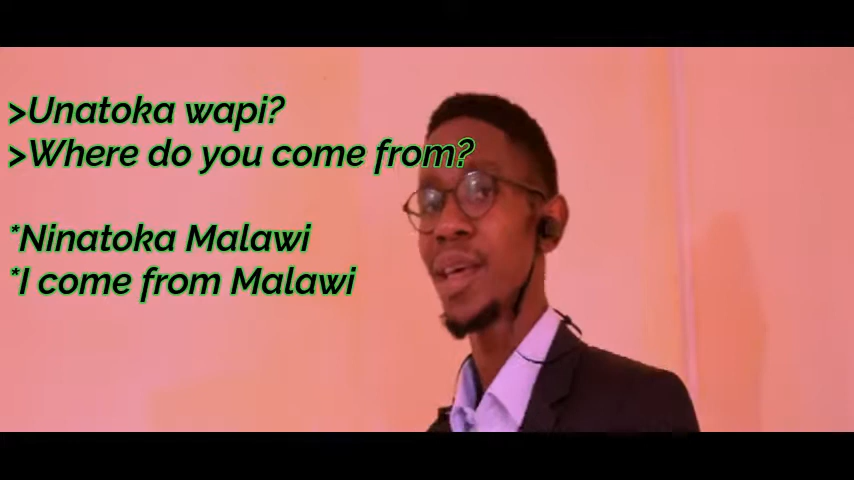 >Unatoka wapi?
>Where do you come from?
*Ninatoka Malawi
*I come from Malawi